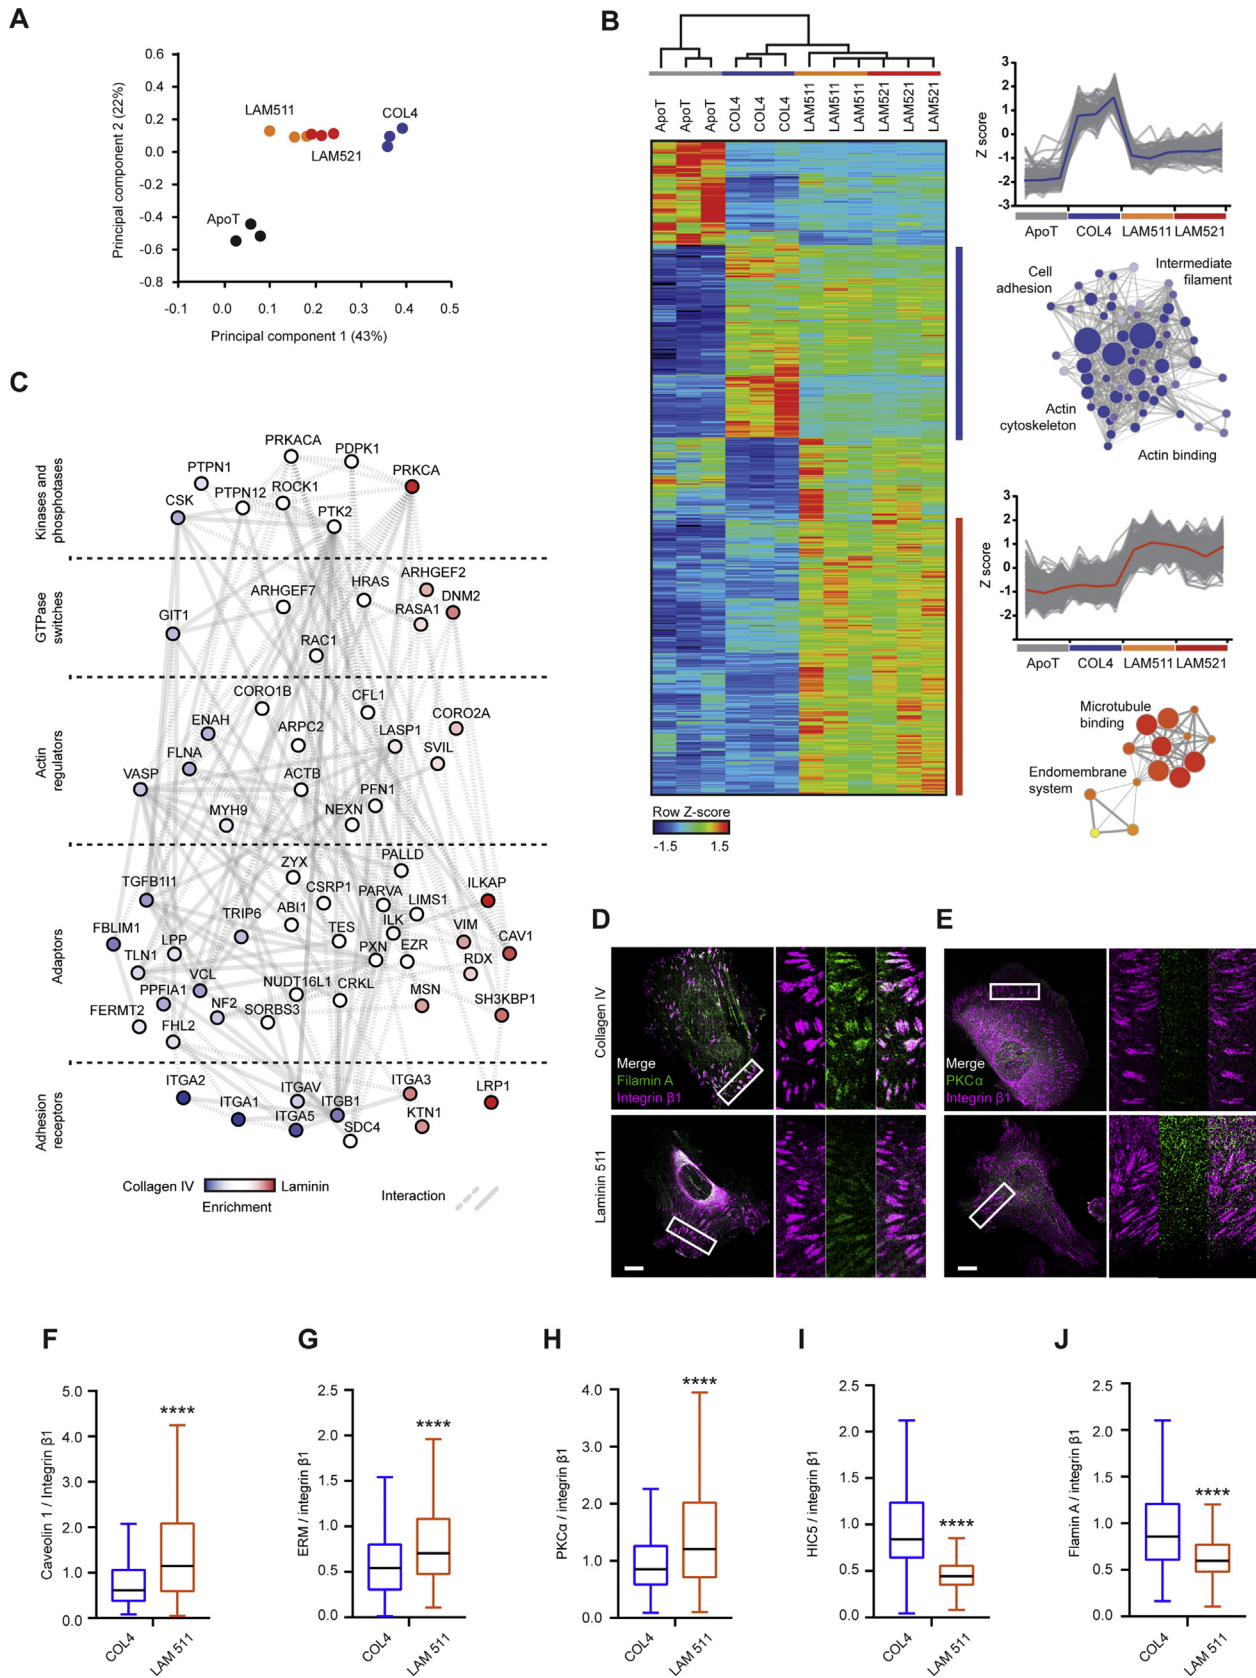 A
Principal component 2 (22%)
0.6
0.4
0.2
0.0
-0.2
-0.4
-0.6
-0.8
LAM511
LAM521
COL4
ApoT
-0.1
0.0
0.1
0.2
0.3
0.4
0.5
Principal component 1 (43%)
B
ApoT
ApoT
ApoT
COL4
COL4
COL4
LAM511
LAM511
LAM511
LAM521
LAM521
LAM521
Row Z-score
-1.5
1.5
Z score
3
2
1
0
-1
-2
-3
ApoT
COL4
LAM511
LAM521
Cell
adhesion
Intermediate
filament
Actin
cytoskeleton
Actin binding
Z score
3
2
1
0
-1
-2
ApoT
COL4
LAM511
LAM521
Microtubule
binding
Endomembrane
system
C
Kinases and
phosphotases
PRKACA
PDPK1
PTPN1
PRKCA
CSK
PTPN12
ROCK1
PTK2
GTPase
switches
ARHGEF7
HRAS
ARHGEF2
DNM2
RASA1
GIT1
RAC1
Actin
regulators
CORO1B
CFL1
CORO2A
ENAH
ARPC2
LASP1
FLNA
SVIL
VASP
ACTB
PFN1
MYH9
NEXN
Adaptors
ZYX
PALLD
TGFB1I1
CSRP1
PARVA
ILKAP
TRIP6
ABI1
LIMS1
FBLIM1
LPP
TES
ILK
VIM
CAV1
TLN1
PXN
EZR
RDX
PPFIA1
VCL
NUDT16L1
CRKL
MSN
SH3KBP1
FERMT2
NF2
SORBS3
FHL2
Adhesion
receptors
ITGA2
ITGA1
ITGAV
ITGA5
ITGB1
ITGA3
LRP1
KTN1
SDC4
Collagen IV
Laminin
Enrichment
Interaction
D
Collagen IV
Merge
Filamin A
Integrin β1
Laminin 511
E
Merge
PKCα
Integrin β1
F
Caveolin 1 / Integrin β1
5.0
4.0
3.0
2.0
1.0
0.0
****
COL4
LAM 511
G
ERM / integrin β1
2.5
2.0
1.5
1.0
0.5
0.0
****
COL4
LAM 511
H
PKCα / integrin β1
4.0
3.0
2.0
1.0
0.0
****
COL4
LAM 511
I
HIC5 / integrin β1
2.5
2.0
1.5
1.0
0.5
0.0
****
COL4
LAM 511
J
Flamin A / integrin β1
2.5
2.0
1.5
1.0
0.5
0.0
****
COL4
LAM 511